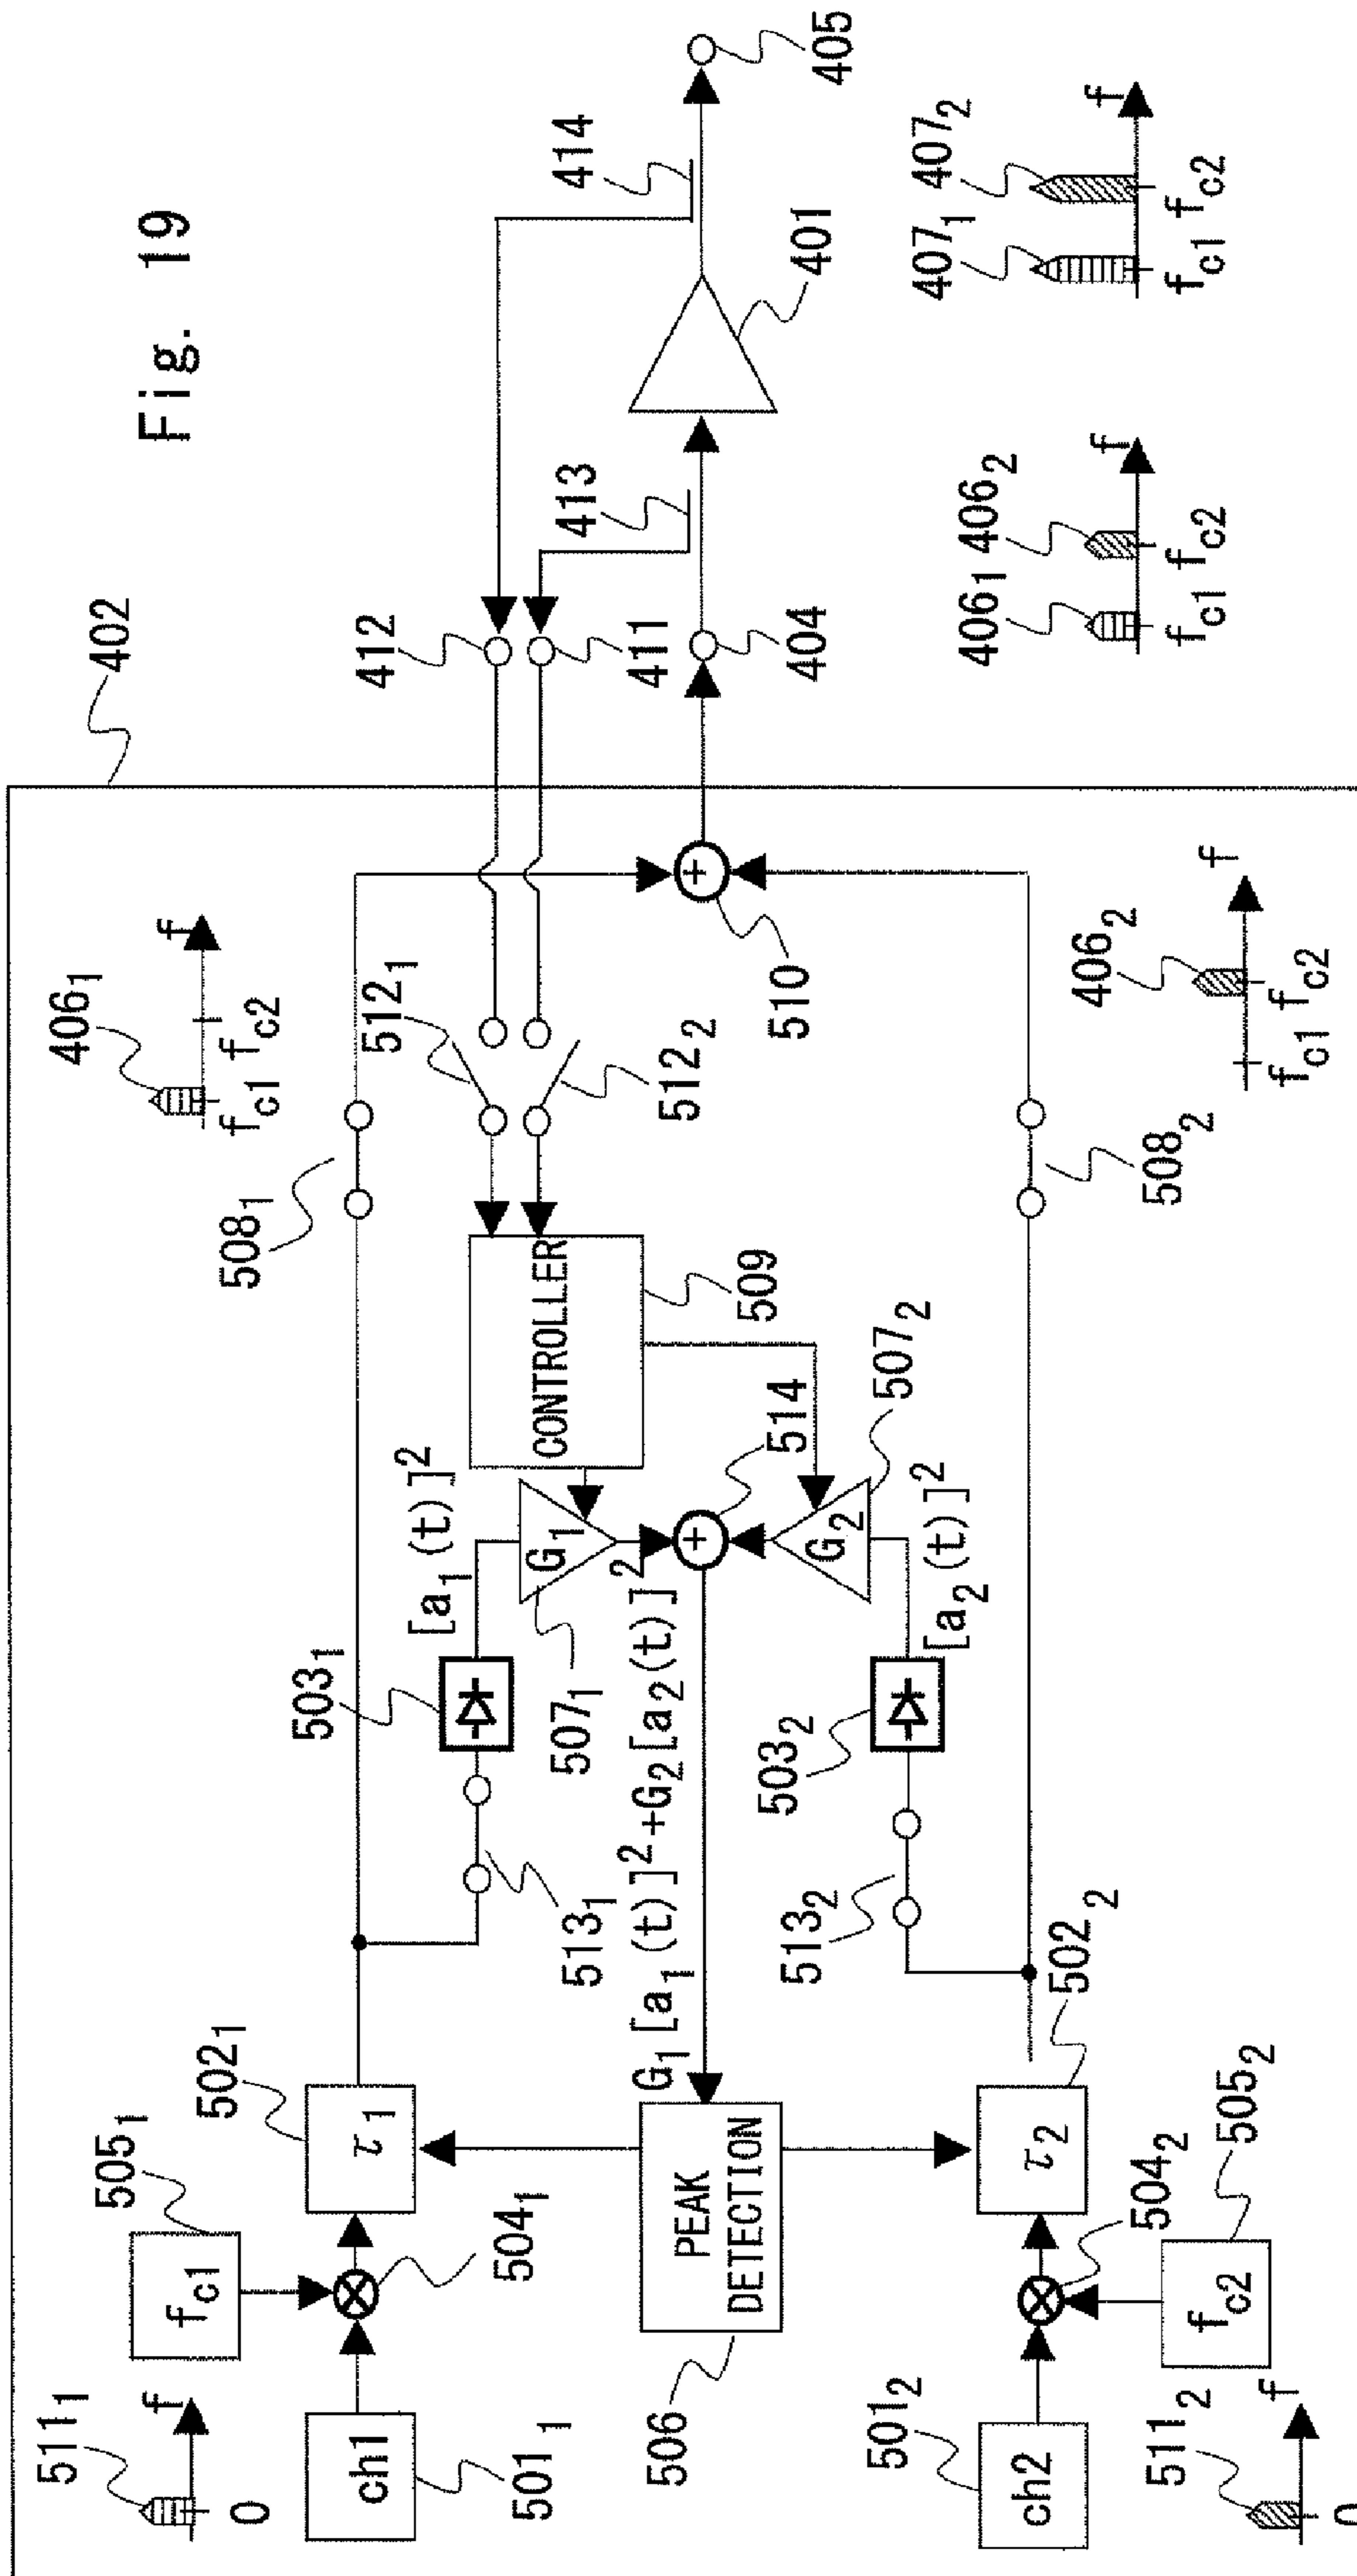 Fig. 19
402
511₁
f
0
505₁
f_c1
ch1
501₁
504₁
502₁
τ₁
513₁
503₁
[a₁(t)]²
507₁
G₁
508₁
406₁
f
f_c1 f_c2
CONTROLLER
509
512₁
512₂
412
411
413
414
PEAK
DETECTION
506
G₁[a₁(t)]²+G₂[a₂(t)]²
514
510
404
401
405
G₂
507₂
[a₂(t)]²
503₂
513₂
502₂
τ₂
504₂
505₂
f_c2
ch2
501₂
511₂
f
0
508₂
406₂
f
f_c1 f_c2
406₁ 406₂
f
f_c1 f_c2
407₁ 407₂
f
f_c1 f_c2